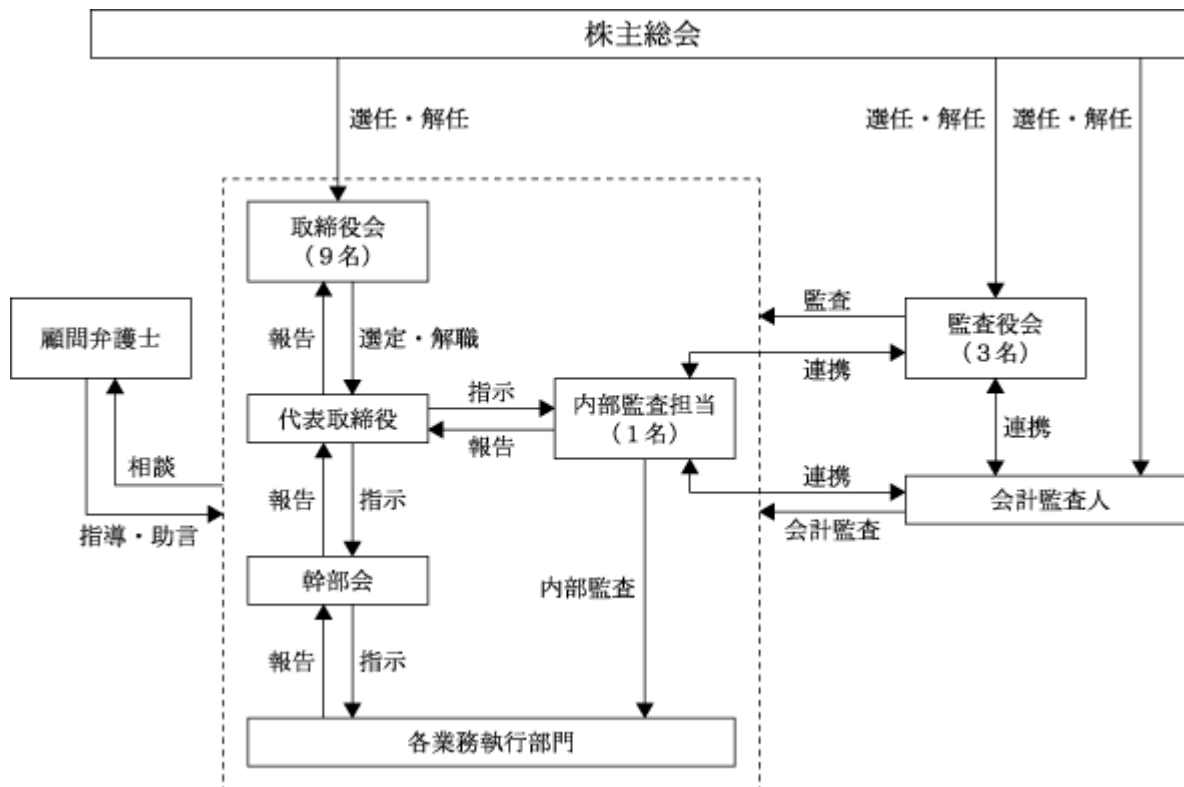 株主総会
選任・解任
選任・解任
選任・解任
取締役会
(9名)
顧問弁護士
報告
選定・解職
監査
監査役会
(3名)
連携
代表取締役
指示
報告
内部監査担当
(1名)
連携
相談
指導・助言
報告
指示
連携
会計監査人
会計監査
幹部会
内部監査
報告
指示
各業務執行部門